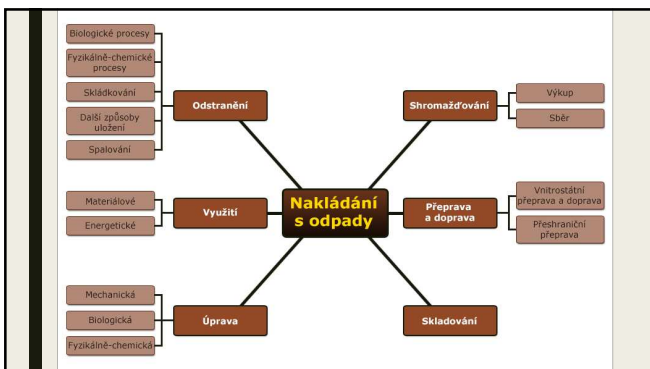 Biologické procesy
Fyzikálně-chemické
procesy
Skládkování
Další způsoby
uložení
Spalování
Odstranění
Materiálové
Energetické
Využití
Mechanická
Biologická
Fyzikálně-chemická
Úprava
Nakládání
s odpady
Shromažďování
Výkup
Sběr
Přeprava
a doprava
Vnitrostátní
přeprava a doprava
Přeshraniční
přeprava
Skladování